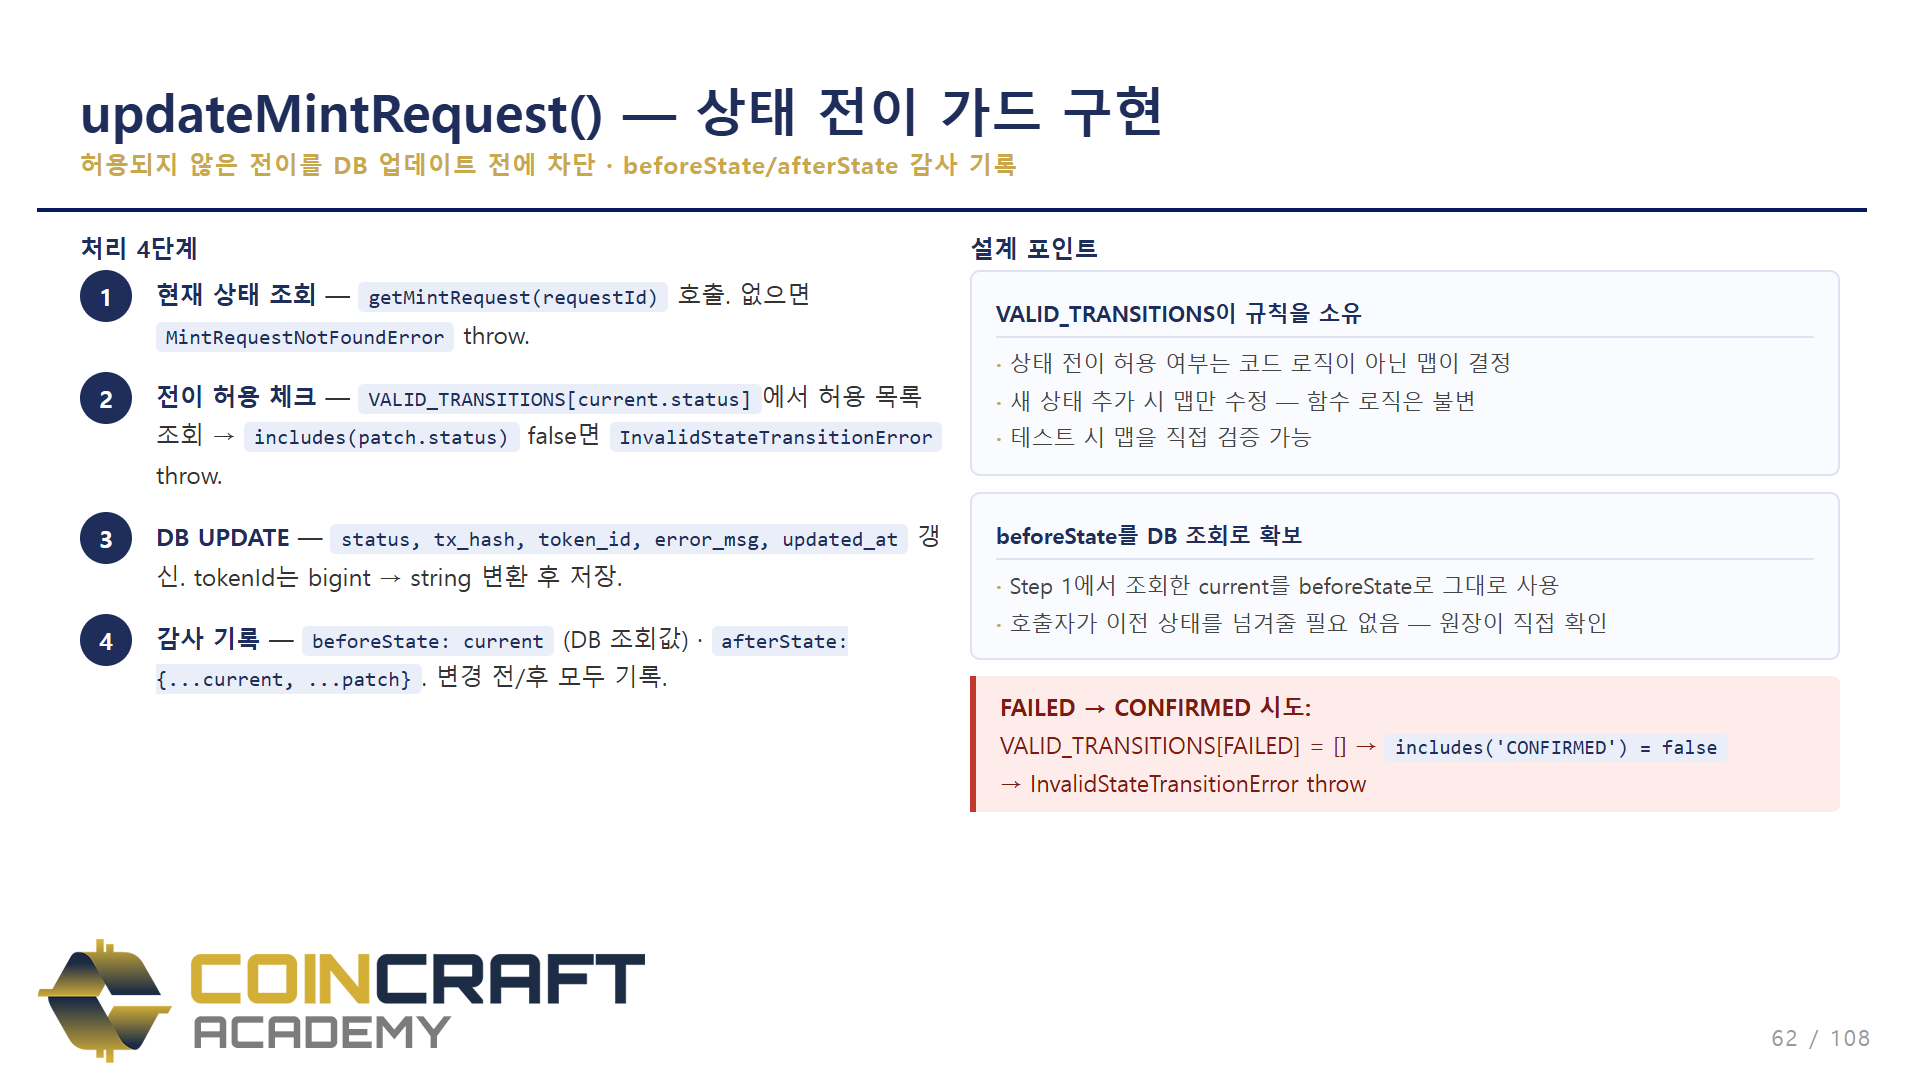 updateMintRequest() — 상태 전이 가드 구현
허용되지 않은 전이를 DB 업데이트 전에 차단 · beforeState/afterState 감사 기록
처리 4단계
1
현재 상태 조회 — getMintRequest(requestId) 호출. 없으면
MintRequestNotFoundError throw.
2
전이 허용 체크 — VALID_TRANSITIONS[current.status]에서 허용 목록
조회 → includes(patch.status) false면 InvalidStateTransitionError
throw.
3
DB UPDATE — status, tx_hash, token_id, error_msg, updated_at 갱
신. tokenId는 bigint → string 변환 후 저장.
4
감사 기록 — beforeState: current (DB 조회값) · afterState:
{...current, ...patch}. 변경 전/후 모두 기록.
설계 포인트
VALID_TRANSITIONS이 규칙을 소유
· 상태 전이 허용 여부는 코드 로직이 아닌 맵이 결정
· 새 상태 추가 시 맵만 수정 — 함수 로직은 불변
· 테스트 시 맵을 직접 검증 가능
beforeState를 DB 조회로 확보
· Step 1에서 조회한 current를 beforeState로 그대로 사용
· 호출자가 이전 상태를 넘겨줄 필요 없음 — 원장이 직접 확인
FAILED → CONFIRMED 시도:
VALID_TRANSITIONS[FAILED] = [] → includes('CONFIRMED') = false
→ InvalidStateTransitionError throw
COINCRAFT
ACADEMY
62 / 108